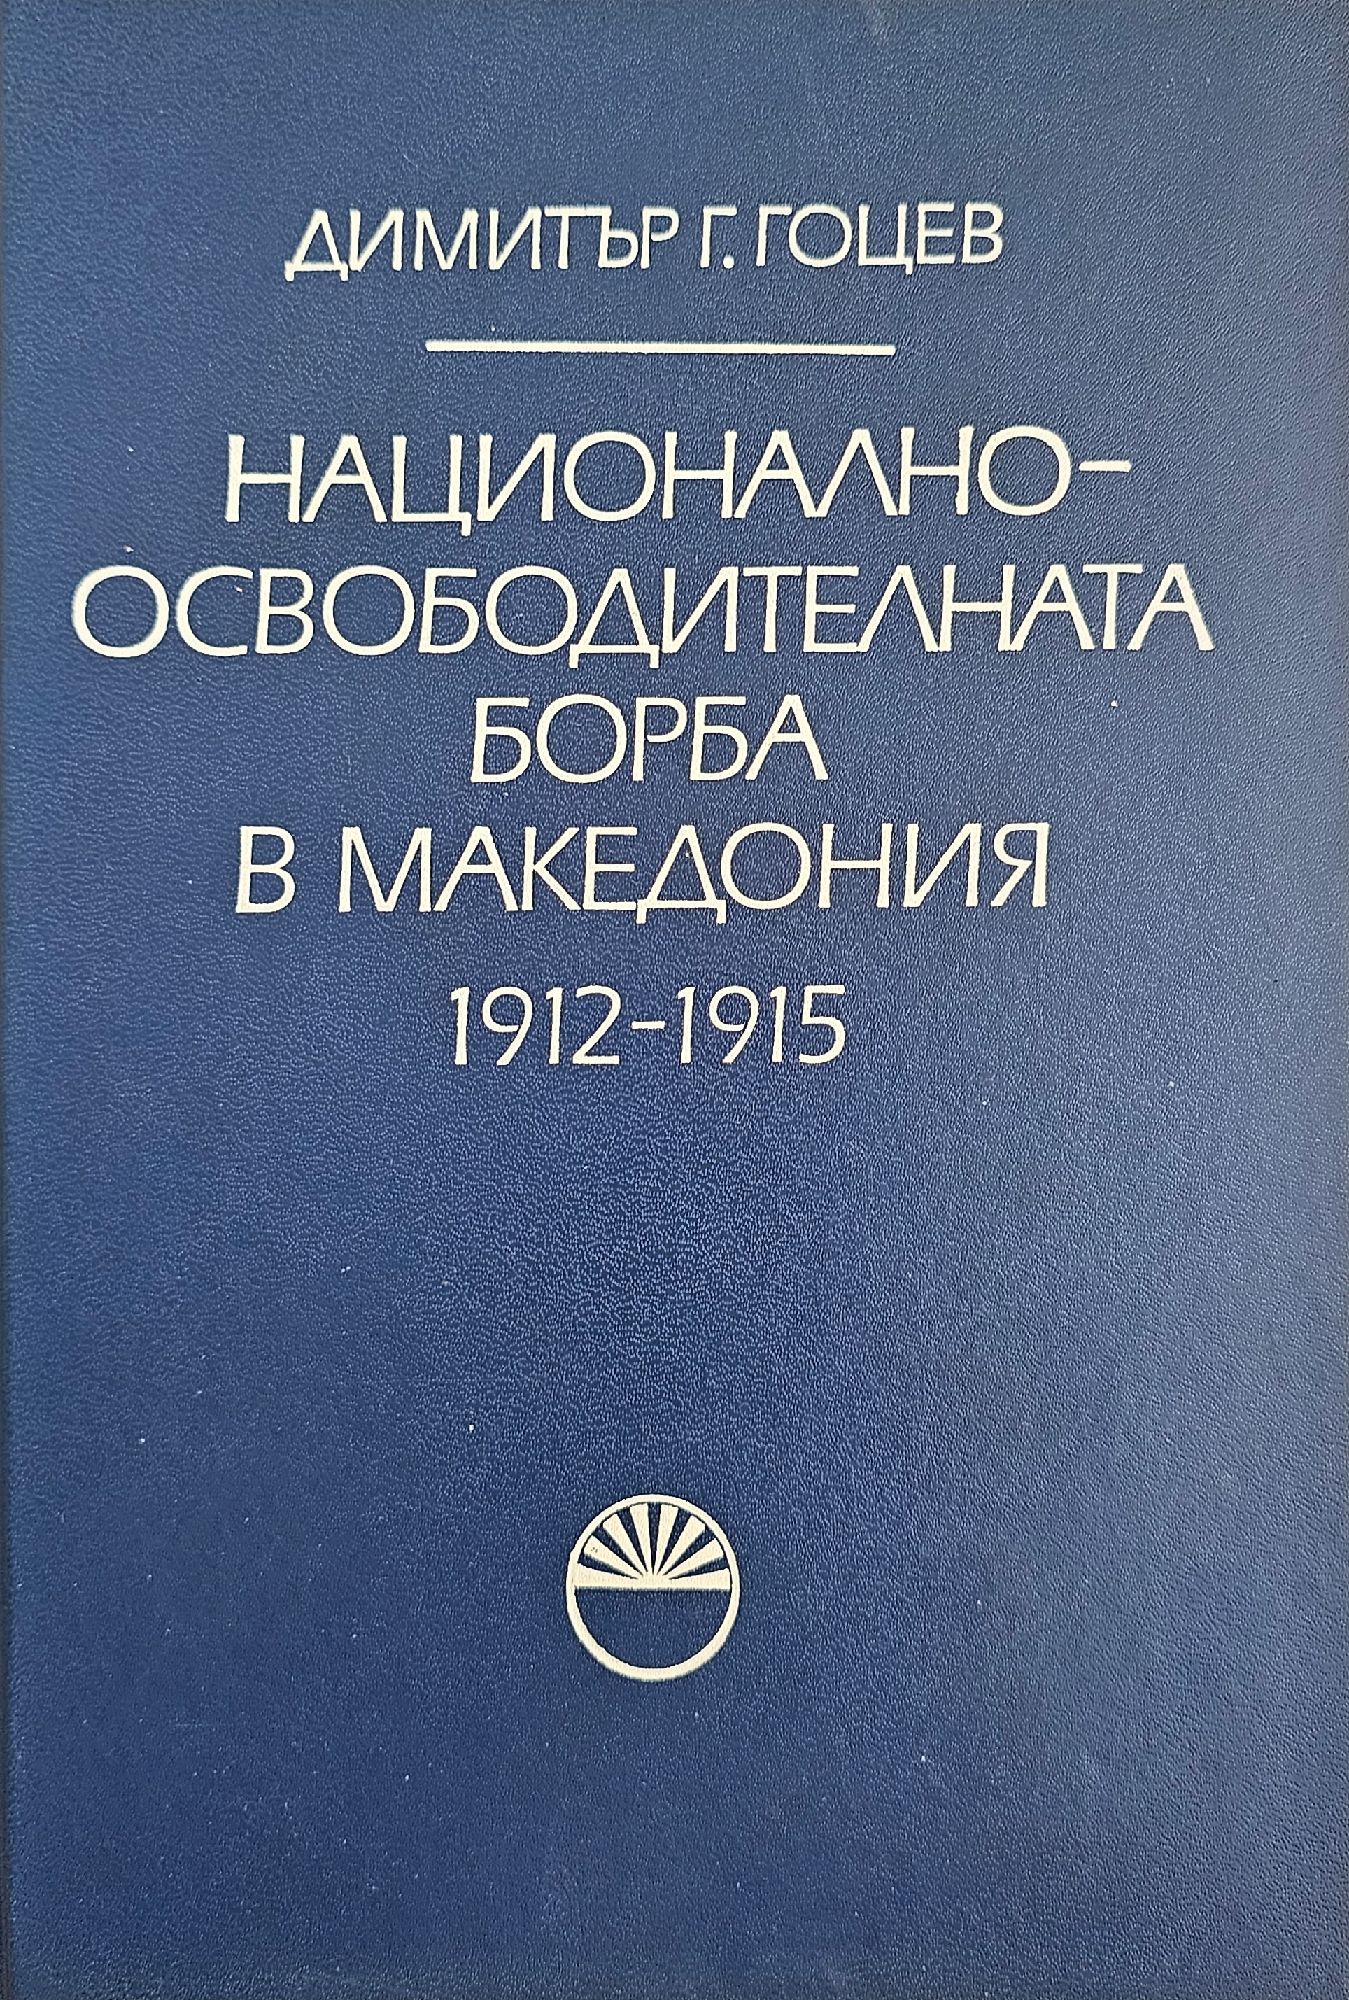 ДИМИТЪР Г. ГОЦЕВ
НАЦИОНАЛНО-
ОСВОБОДИТЕЛНАТА
БОРБА
В МАКЕДОНИЯ
1912-1915